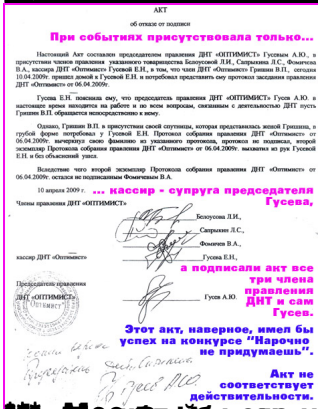 АКТ
об отказе от подписи
При событиях присутствовала только...
Настоящий Акт составлен председателем правления ДНТ «ОПТИМИСТ» Гусевым А.Ю., в
присутствии членов правления указанного товарищества Белоусовой Л.И., Сапрыкина Л.С., Фомичева
В.А., кассира ДНТ «Оптимист» Гусевой Е.Н., в том, что член ДНТ Гришин В.П., сегодня
10.04.2009г. пришел домой к Гусевой Е.Н. и потребовал представить ему протокол заседания правления
ДНТ «Оптимист» от 06.04.2009г.
Гусева Е.Н. пояснила ему, что председатель правления ДНТ «Оптимист» Гусев А.Ю. в
настоящее время находится на работе и по всем вопросам, связанным с деятельностью ДНТ пусть
Гришин В.П. обращается непосредственно к нему.
Однако, Гришин В.П. в присутствии своей спутницы, которая представилась женой Гришина, в
грубой форме потребовал у Гусевой Е.Н. Протокола собрания правления ДНТ «Оптимист» от
06.04.2009г. вычеркнул свою фамилию из указанного протокола, протокол не подписал, второй
экземпляр Протокола собрания правления ДНТ «Оптимист» от 06.04.2009г. выхватил из рук Гусевой
Е.Н. и без объяснений ушел.
Вследствие чего второй экземпляр Протокола собрания правления ДНТ «Оптимист» от
06.04.2009г. остался не подписанным Фомичевым В.А.
10 апреля 2009 г.
... кассир - супруга председателя
Гусева,
Члены правления ДНТ «ОПТИМИСТ»
Белоусова Л.И.,
Сапрыкин Л.С.,
Фомичев В.А.,
кассир ДНТ «Оптимист»
Гусева Е.Н.,
а подписали акт все
три члена
правления
ДНТ и сам
Гусев.
Председатель правления
ДНТ «ОПТИМИСТ»
Гусев А.Ю.
Этот акт, наверное, имел бы
успех на конкурсе "Нарочно
не придумаешь".
Акт не
соответствует
действительности.